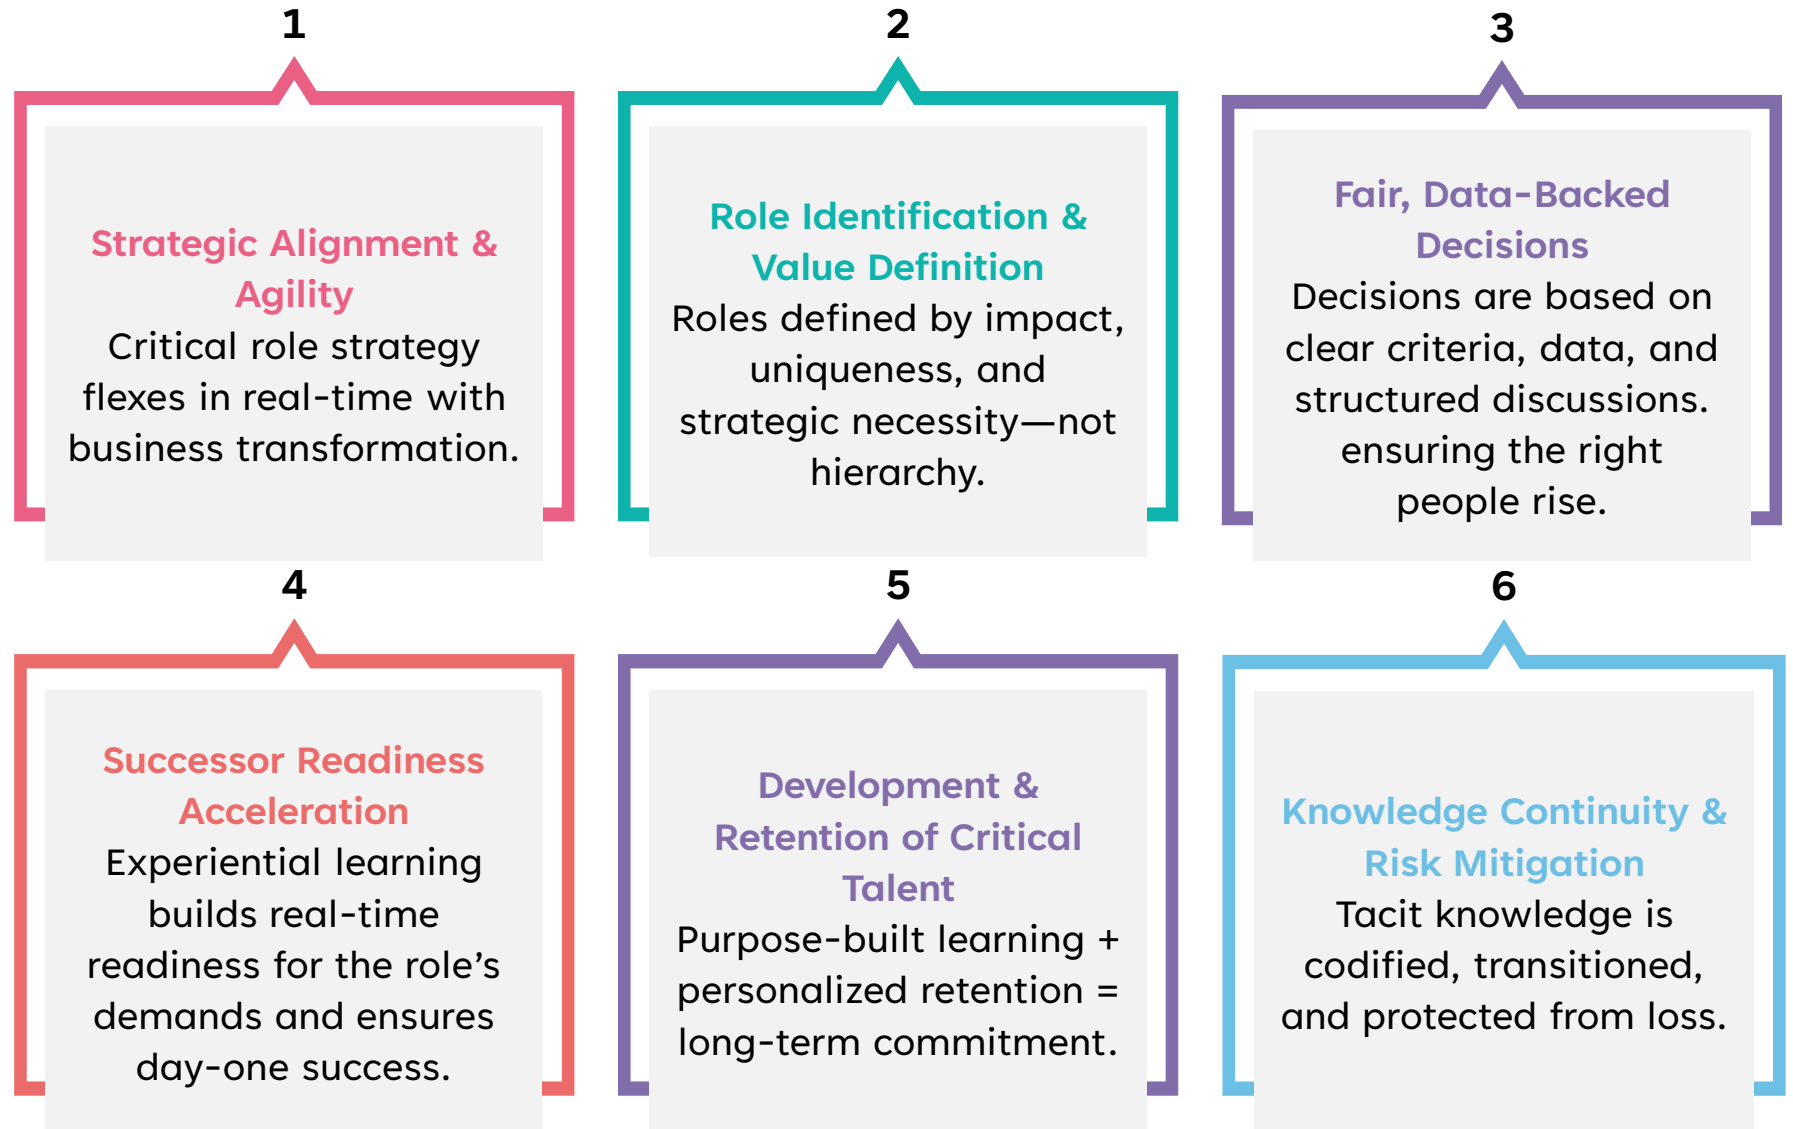 1
Strategic Alignment &
Agility
Critical role strategy
flexes in real-time with
business transformation.
2
Role Identification &
Value Definition
Roles defined by impact,
uniqueness, and
strategic necessity—not
hierarchy.
3
Fair, Data-Backed
Decisions
Decisions are based on
clear criteria, data, and
structured discussions.
ensuring the right
people rise.
4
Successor Readiness
Acceleration
Experiential learning
builds real-time
readiness for the role’s
demands and ensures
day-one success.
5
Development &
Retention of Critical
Talent
Purpose-built learning +
personalized retention =
long-term commitment.
6
Knowledge Continuity &
Risk Mitigation
Tacit knowledge is
codified, transitioned,
and protected from loss.